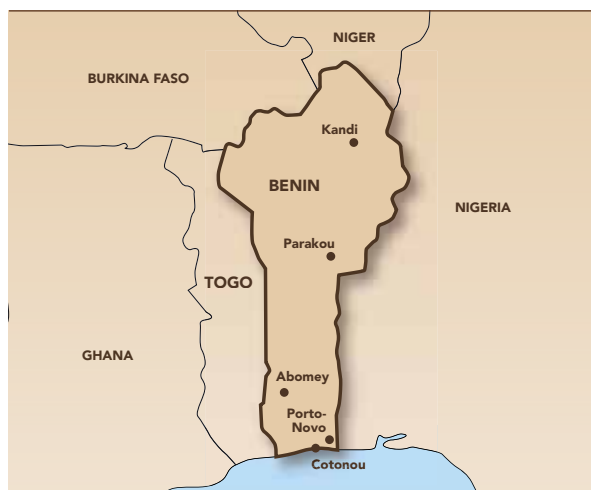 NIGER
BURKINA FASO
Kandi
BENIN
NIGERIA
Parakou
TOGO
GHANA
Abomey
Porto-
Novo
Cotonou